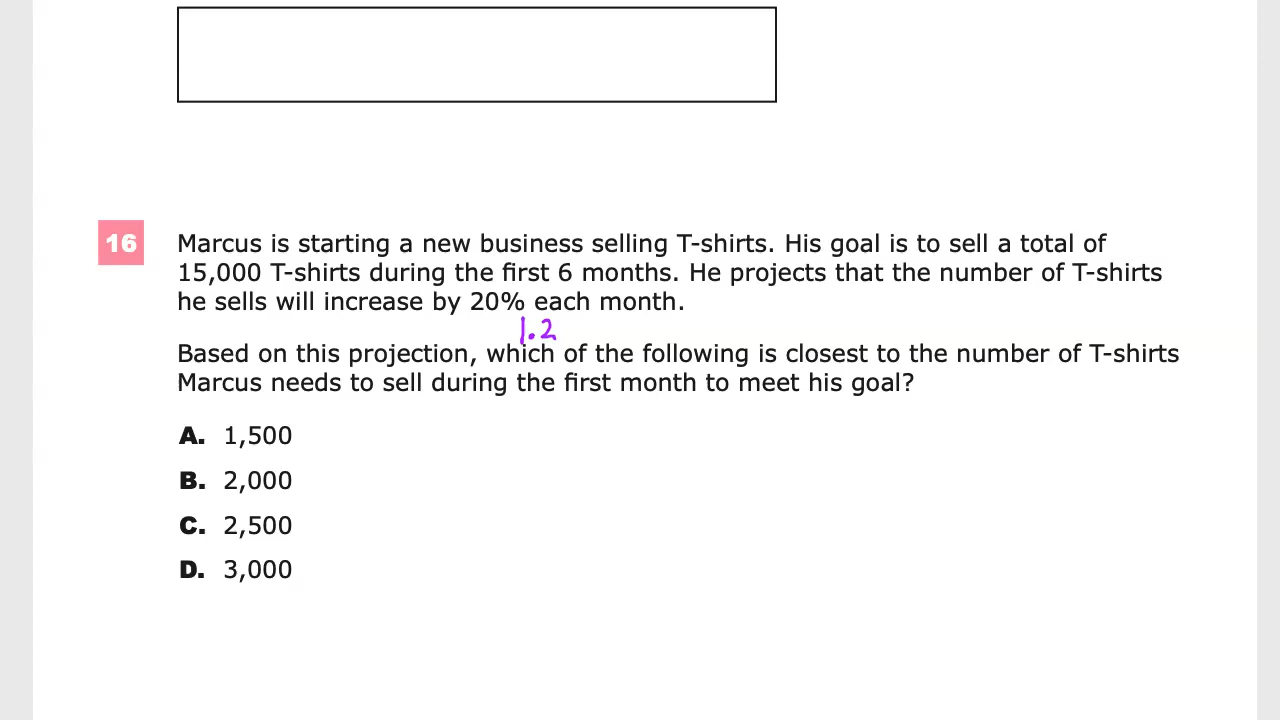 16 Marcus is starting a new business selling T-shirts. His goal is to sell a total of
15,000 T-shirts during the first 6 months. He projects that the number of T-shirts
he sells will increase by 20% each month.
1.2
Based on this projection, which of the following is closest to the number of T-shirts
Marcus needs to sell during the first month to meet his goal?
A. 1,500
B. 2,000
C. 2,500
D. 3,000